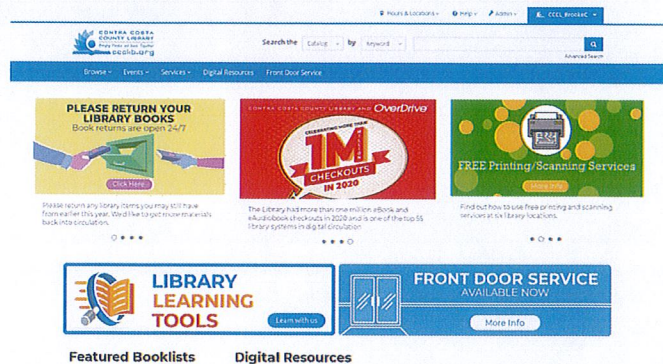 Hours & Locations
Help
Admin
CCCL_BrookeC
CONTRA COSTA
COUNTY LIBRARY
ccclib.org
Search the Catalog by Keyword
Advanced Search
Browse Events Services Digital Resources Front Door Service
PLEASE RETURN YOUR
LIBRARY BOOKS
Book returns are open 24/7
Click Here
Please return any library items you may still have
from earlier this year. We'd like to get more materials
back into circulation.
CONTRA COSTA COUNTY LIBRARY AND OverDrive
CELEBRATING MORE THAN
1 MILLION
CHECKOUTS
IN 2020
The Library had more than one million eBook and
eAudiobook checkouts in 2020 and is one of the top 55
library systems in digital circulation
FREE Printing/Scanning Services
More Info
Find out how to use free printing and scanning
services at six library locations.
LIBRARY
LEARNING
TOOLS
Learn with us
FRONT DOOR SERVICE
AVAILABLE NOW
More Info
Featured Booklists
Digital Resources